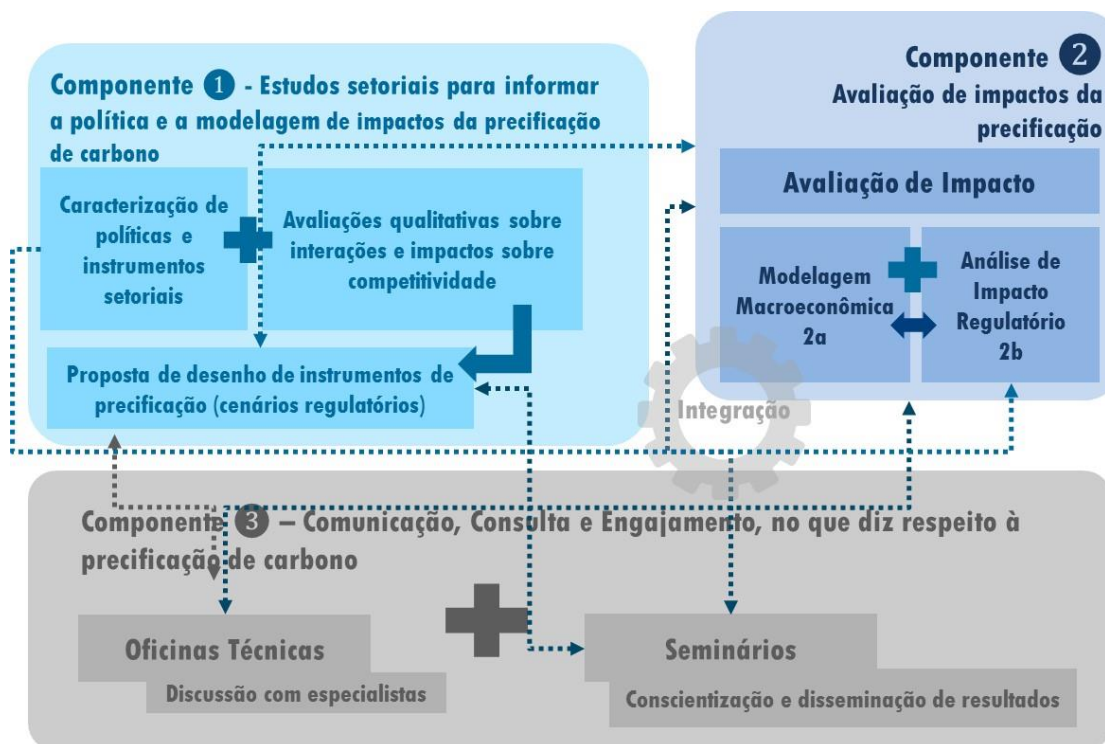 Componente 1 - Estudos setoriais para informar
a política e a modelagem de impactos da precificação
de carbono
Caracterização de
políticas e
instrumentos
setoriais
Avaliações qualitativas sobre
interações e impactos sobre
competitividade
Proposta de desenho de instrumentos de
precificação (cenários regulatórios)
Componente 2
Avaliação de impactos da
precificação
Avaliação de Impacto
Modelagem
Macroeconômica
2a
Análise de
Impacto
Regulatório
2b
Integração
Componente 3 – Comunicação, Consulta e Engajamento, no que diz respeito à
precificação de carbono
Oficinas Técnicas
Discussão com especialistas
Seminários
Conscientização e disseminação de resultados